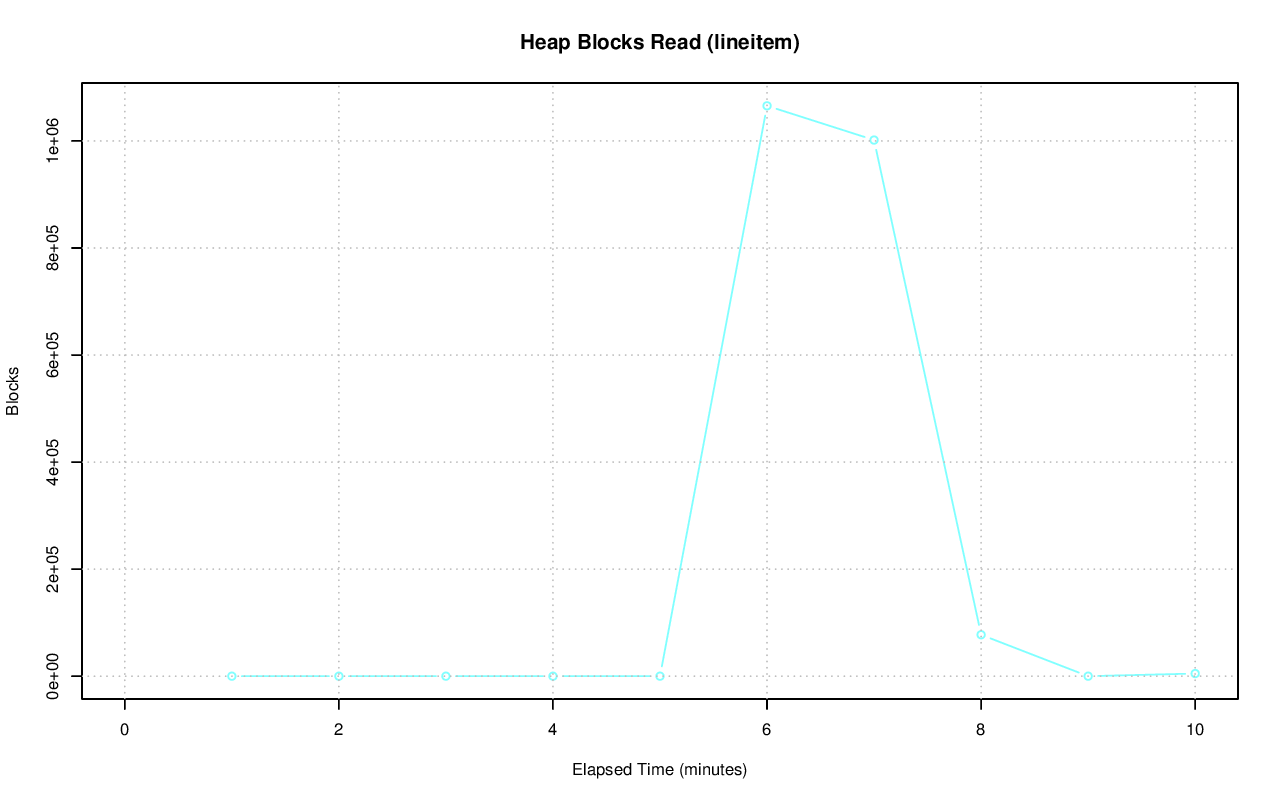 Heap Blocks Read (lineitem)
1e+06
8e+05
6e+05
4e+05
2e+05
0e+00
Blocks
0 2 4 6 8 10
Elapsed Time (minutes)